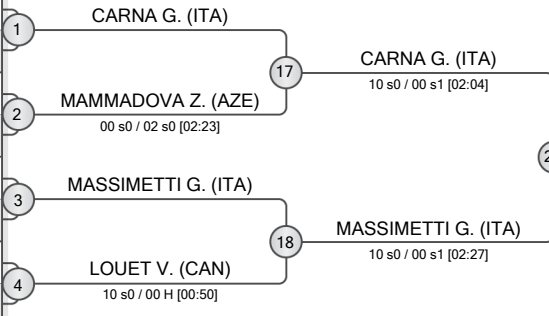 CARNA G. (ITA)
1
17
CARNA G. (ITA)
10 s0 / 00 s1 [02:04]
MAMMADOVA Z. (AZE)
2
00 s0 / 02 s0 [02:23]
2
MASSIMETTI G. (ITA)
3
18
MASSIMETTI G. (ITA)
10 s0 / 00 s1 [02:27]
LOUET V. (CAN)
4
10 s0 / 00 H [00:50]